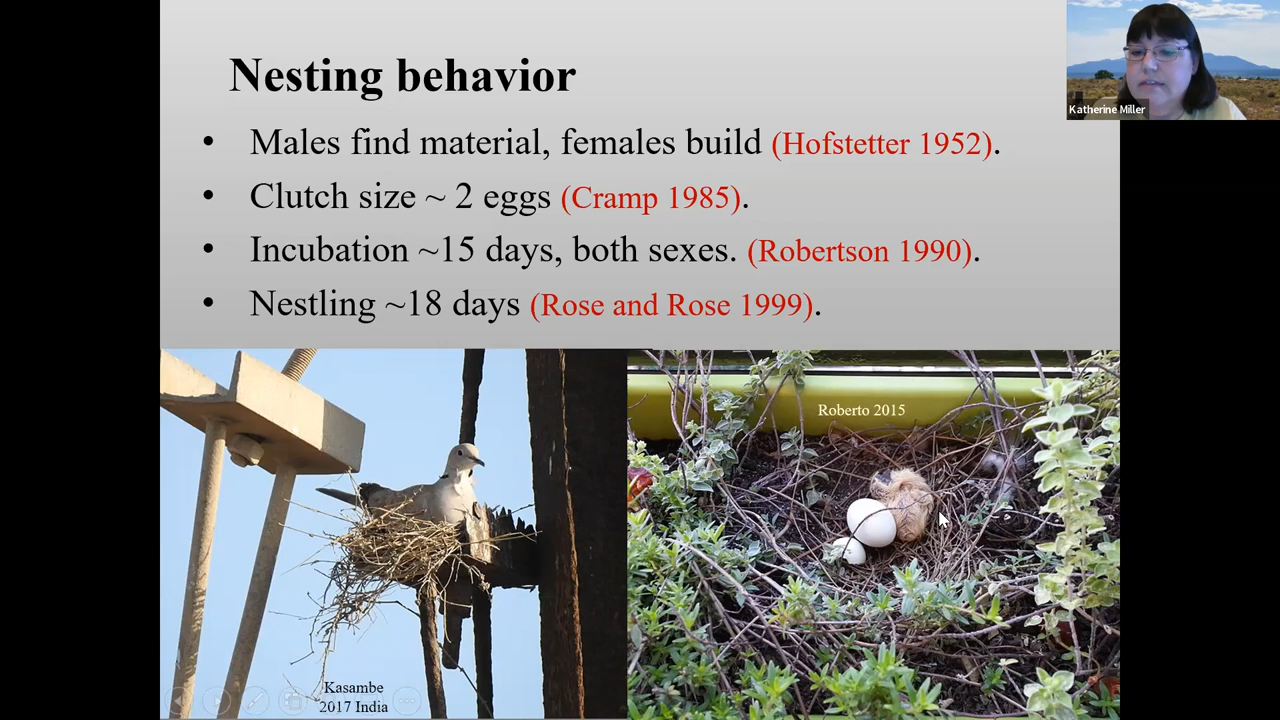 Nesting behavior
• Males find material, females build (Hofstetter 1952).
• Clutch size ~ 2 eggs (Cramp 1985).
• Incubation ~15 days, both sexes. (Robertson 1990).
• Nestling ~18 days (Rose and Rose 1999).
Katherine Miller
Roberto 2015
Kasambe
2017 India